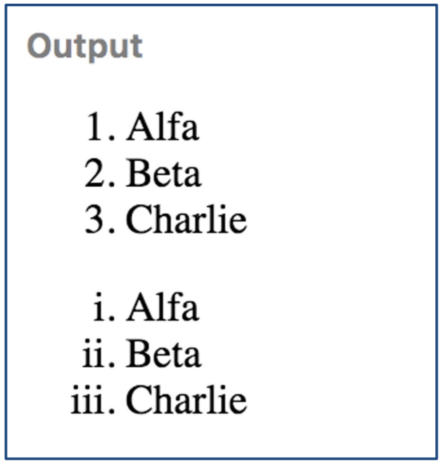 Output
1. Alfa
2. Beta
3. Charlie
i. Alfa
ii. Beta
iii. Charlie